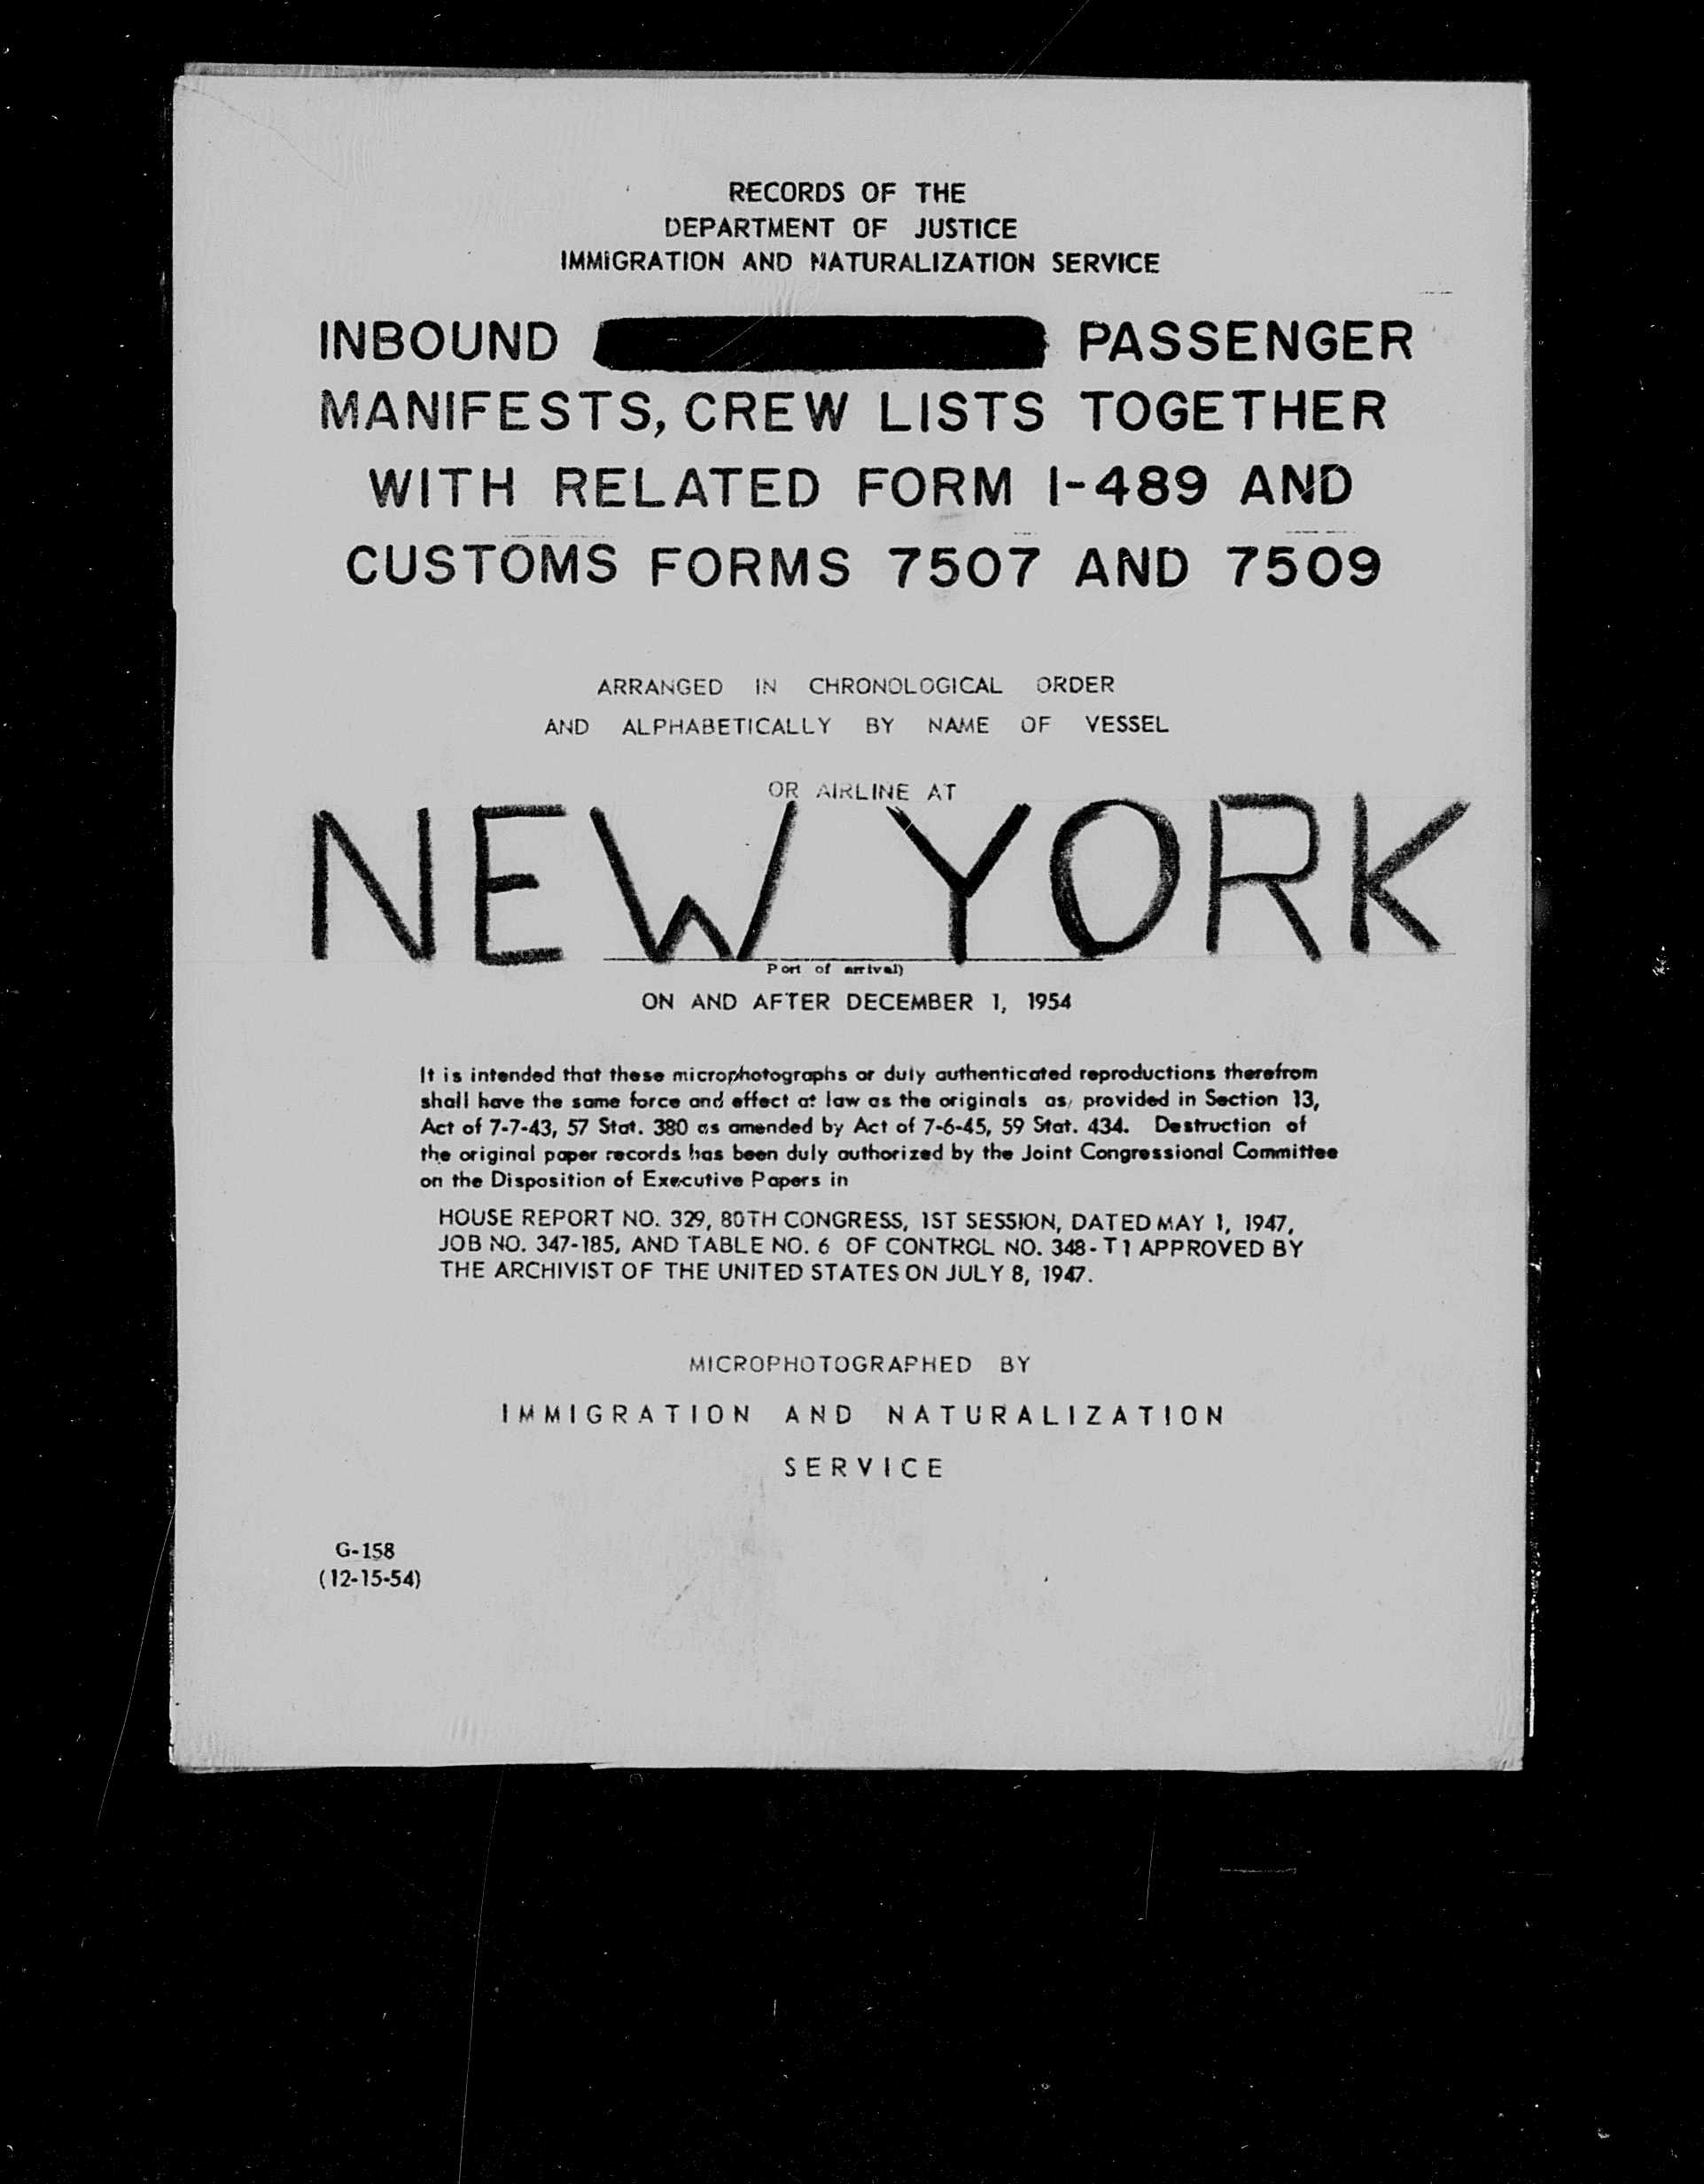 RECORDS OF THE
DEPARTMENT OF JUSTICE
IMMIGRATION AND NATURALIZATION SERVICE
INBOUND PASSENGER
MANIFESTS, CREW LISTS TOGETHER
WITH RELATED FORM I-489 AND
CUSTOMS FORMS 7507 AND 7509
ARRANGED IN CHRONOLOGICAL ORDER
AND ALPHABETICALLY BY NAME OF VESSEL
OR AIRLINE AT
NEW YORK
Port of arrival)
ON AND AFTER DECEMBER 1, 1954
It is intended that these microphotographs or duly authenticated reproductions therefrom
shall have the same force and effect at law as the originals as, provided in Section 13,
Act of 7-7-43, 57 Stat. 380 as amended by Act of 7-6-45, 59 Stat. 434. Destruction of
the original paper records has been duly authorized by the Joint Congressional Committee
on the Disposition of Executive Papers in
HOUSE REPORT NO. 329, 80TH CONGRESS, 1ST SESSION, DATED MAY 1, 1947,
JOB NO. 347-185, AND TABLE NO. 6 OF CONTROL NO. 348-T1 APPROVED BY
THE ARCHIVIST OF THE UNITED STATES ON JULY 8, 1947.
MICROPHOTOGRAPHED BY
IMMIGRATION AND NATURALIZATION
SERVICE
G-158
(12-15-54)